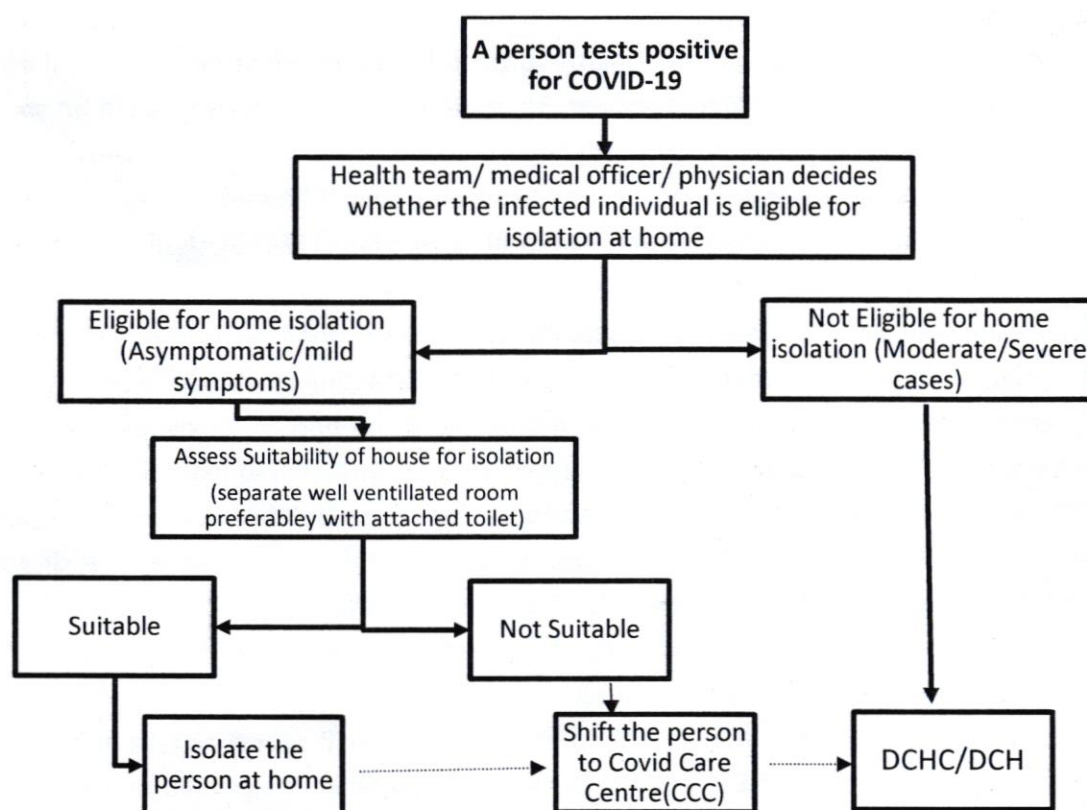 A person tests positive
for COVID-19
Health team/ medical officer/ physician decides
whether the infected individual is eligible for
isolation at home
Eligible for home isolation
(Asymptomatic/mild
symptoms)
Not Eligible for home
isolation (Moderate/Severe
cases)
Assess Suitability of house for isolation
(separate well ventillated room
preferabley with attached toilet)
Suitable
Not Suitable
Isolate the
person at home
Shift the person
to Covid Care
Centre(CCC)
DCHC/DCH